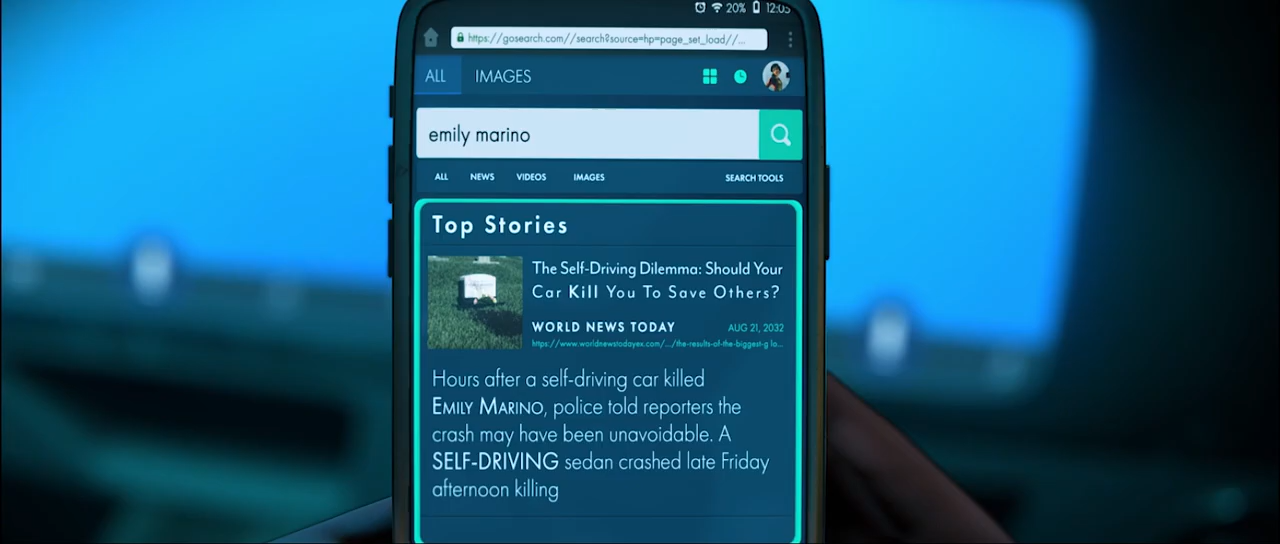 20% 12:05
https://gosearch.com//search?source=hp=page_set_load//...
ALL IMAGES
emily marino
ALL NEWS VIDEOS IMAGES SEARCH TOOLS
Top Stories
The Self-Driving Dilemma: Should Your
Car Kill You To Save Others?
WORLD NEWS TODAY AUG 21, 2032
https://www.worldnewstodayex.com/.../the-results-of-the-biggest-g lo...
Hours after a self-driving car killed
EMILY MARINO, police told reporters the
crash may have been unavoidable. A
SELF-DRIVING sedan crashed late Friday
afternoon killing